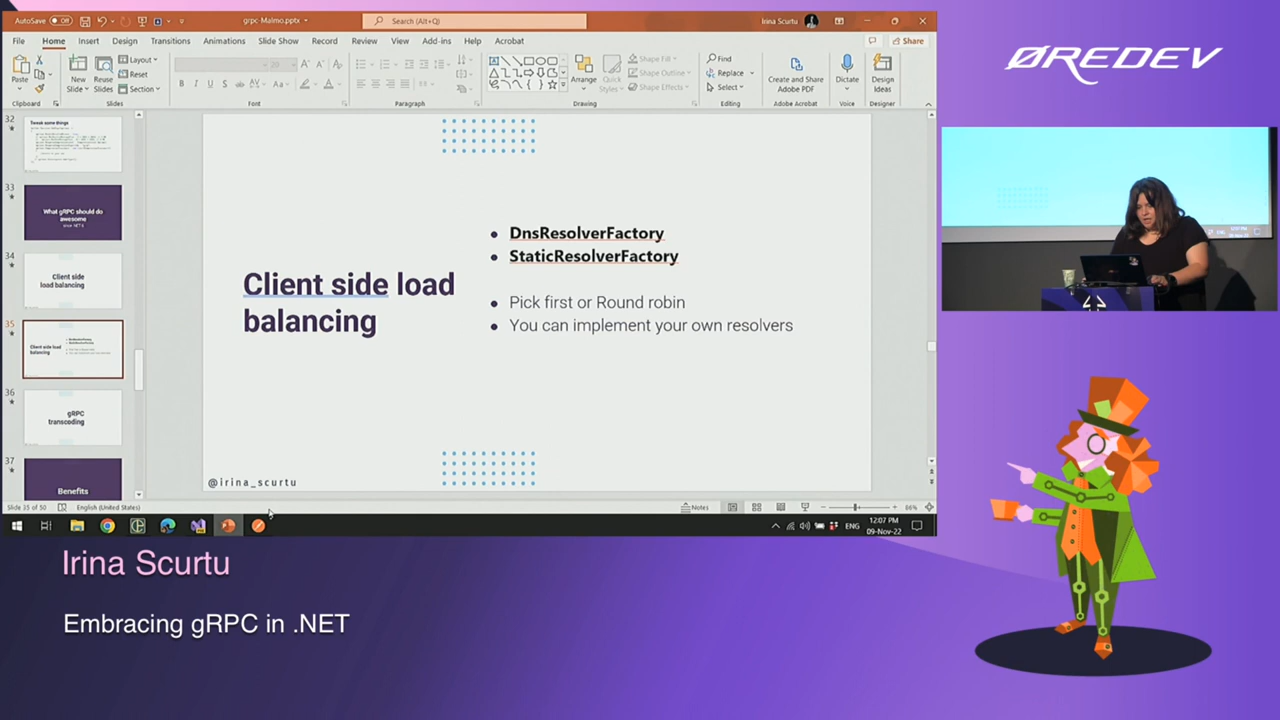 AutoSave Off
grpc-Malmo.pptx
Search (Alt+Q)
Irina Scurtu
File Home Insert Design Transitions Animations Slide Show Record Review View Add-ins Help Acrobat
Share
Paste
New Slide
Reuse Slides
Layout
Reset
Section
Arrange
Quick Styles
Shape Fill
Shape Outline
Shape Effects
Find
Replace
Select
Create and Share Adobe PDF
Dictate
Design Ideas
Clipboard
Slides
Font
Paragraph
Drawing
Editing
Adobe Acrobat
Voice
Designer
32
Tweak some things
33
What gRPC should do
awesome
34
Client side
load balancing
35
Client side load
balancing
36
gRPC
transcoding
37
Benefits
Client side load
balancing
DnsResolverFactory
StaticResolverFactory
Pick first or Round robin
You can implement your own resolvers
@irina_scurtu
Slide 35 of 50
English (United States)
Notes
86%
ENG
12:07 PM
09-Nov-22
ØREDEV
Irina Scurtu
Embracing gRPC in .NET